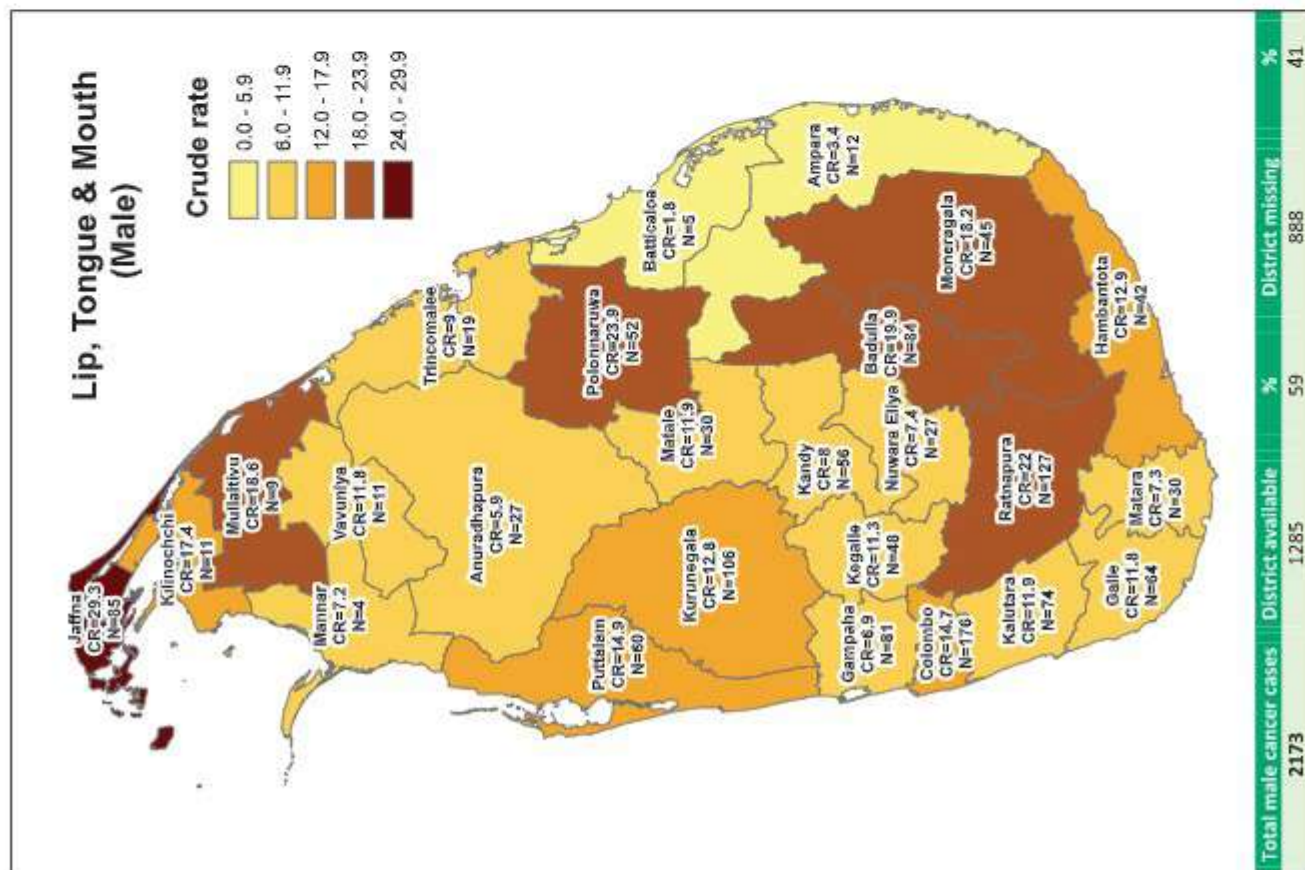 Lip, Tongue & Mouth
(Male)
Crude rate
0.0 - 5.9
6.0 - 11.9
12.0 - 17.9
18.0 - 23.9
24.0 - 29.9
Jaffna
CR=29.3
N=85
Kilinochchi
CR=17.4
N=11
Mullaitivu
CR=18.6
N=9
Mannar
CR=7.2
N=4
Vavuniya
CR=11.8
N=11
Trincomalee
CR=9
N=19
Anuradhapura
CR=5.9
N=27
Polonnaruwa
CR=23.9
N=52
Batticaloa
CR=1.8
N=5
Puttalam
CR=14.9
N=60
Kurunegala
CR=12.8
N=106
Matale
CR=11.9
N=30
Ampara
CR=3.4
N=12
Kandy
CR=8
N=56
Gampaha
CR=6.9
N=81
Kegalle
CR=11.3
N=48
Nuwara Eliya
CR=7.4
N=27
Badulla
CR=19.9
N=84
Moneragala
CR=18.2
N=45
Colombo
CR=14.7
N=176
Ratnapura
CR=22
N=127
Kalutara
CR=11.9
N=74
Hambantota
CR=12.9
N=42
Galle
CR=11.8
N=64
Matara
CR=7.3
N=30
Total male cancer cases District available % District missing %
2173 1285 59 888 41